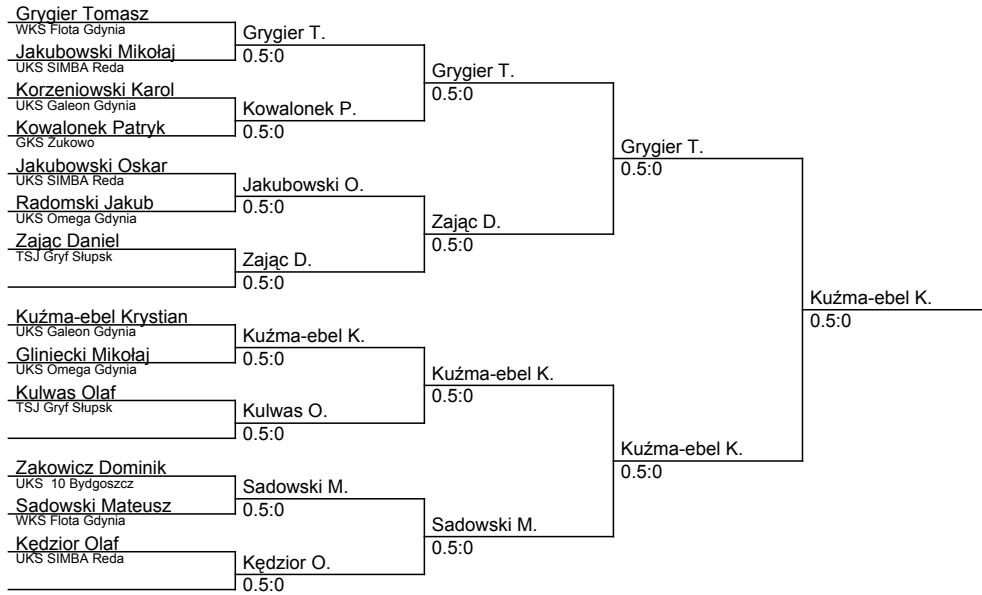 Grygier Tomasz
WKS Flota Gdynia
Jakubowski Mikołaj
UKS SIMBA Reda
Korzeniowski Karol
UKS Galeon Gdynia
Kowalonek Patryk
GKS Żukowo
Jakubowski Oskar
UKS SIMBA Reda
Radomski Jakub
UKS Omega Gdynia
Zając Daniel
TSJ Gryf Słupsk
Kuźma-ebel Krystian
UKS Galeon Gdynia
Gliniecki Mikołaj
UKS Omega Gdynia
Kulwas Olaf
TSJ Gryf Słupsk
Zakowicz Dominik
UKS 10 Bydgoszcz
Sadowski Mateusz
WKS Flota Gdynia
Kędzior Olaf
UKS SIMBA Reda
Grygier T.
0.5:0
Kowalonek P.
0.5:0
Jakubowski O.
0.5:0
Zając D.
0.5:0
Kuźma-ebel K.
0.5:0
Kulwas O.
0.5:0
Sadowski M.
0.5:0
Kędzior O.
0.5:0
Grygier T.
0.5:0
Zając D.
0.5:0
Kuźma-ebel K.
0.5:0
Sadowski M.
0.5:0
Grygier T.
0.5:0
Kuźma-ebel K.
0.5:0
Kuźma-ebel K.
0.5:0